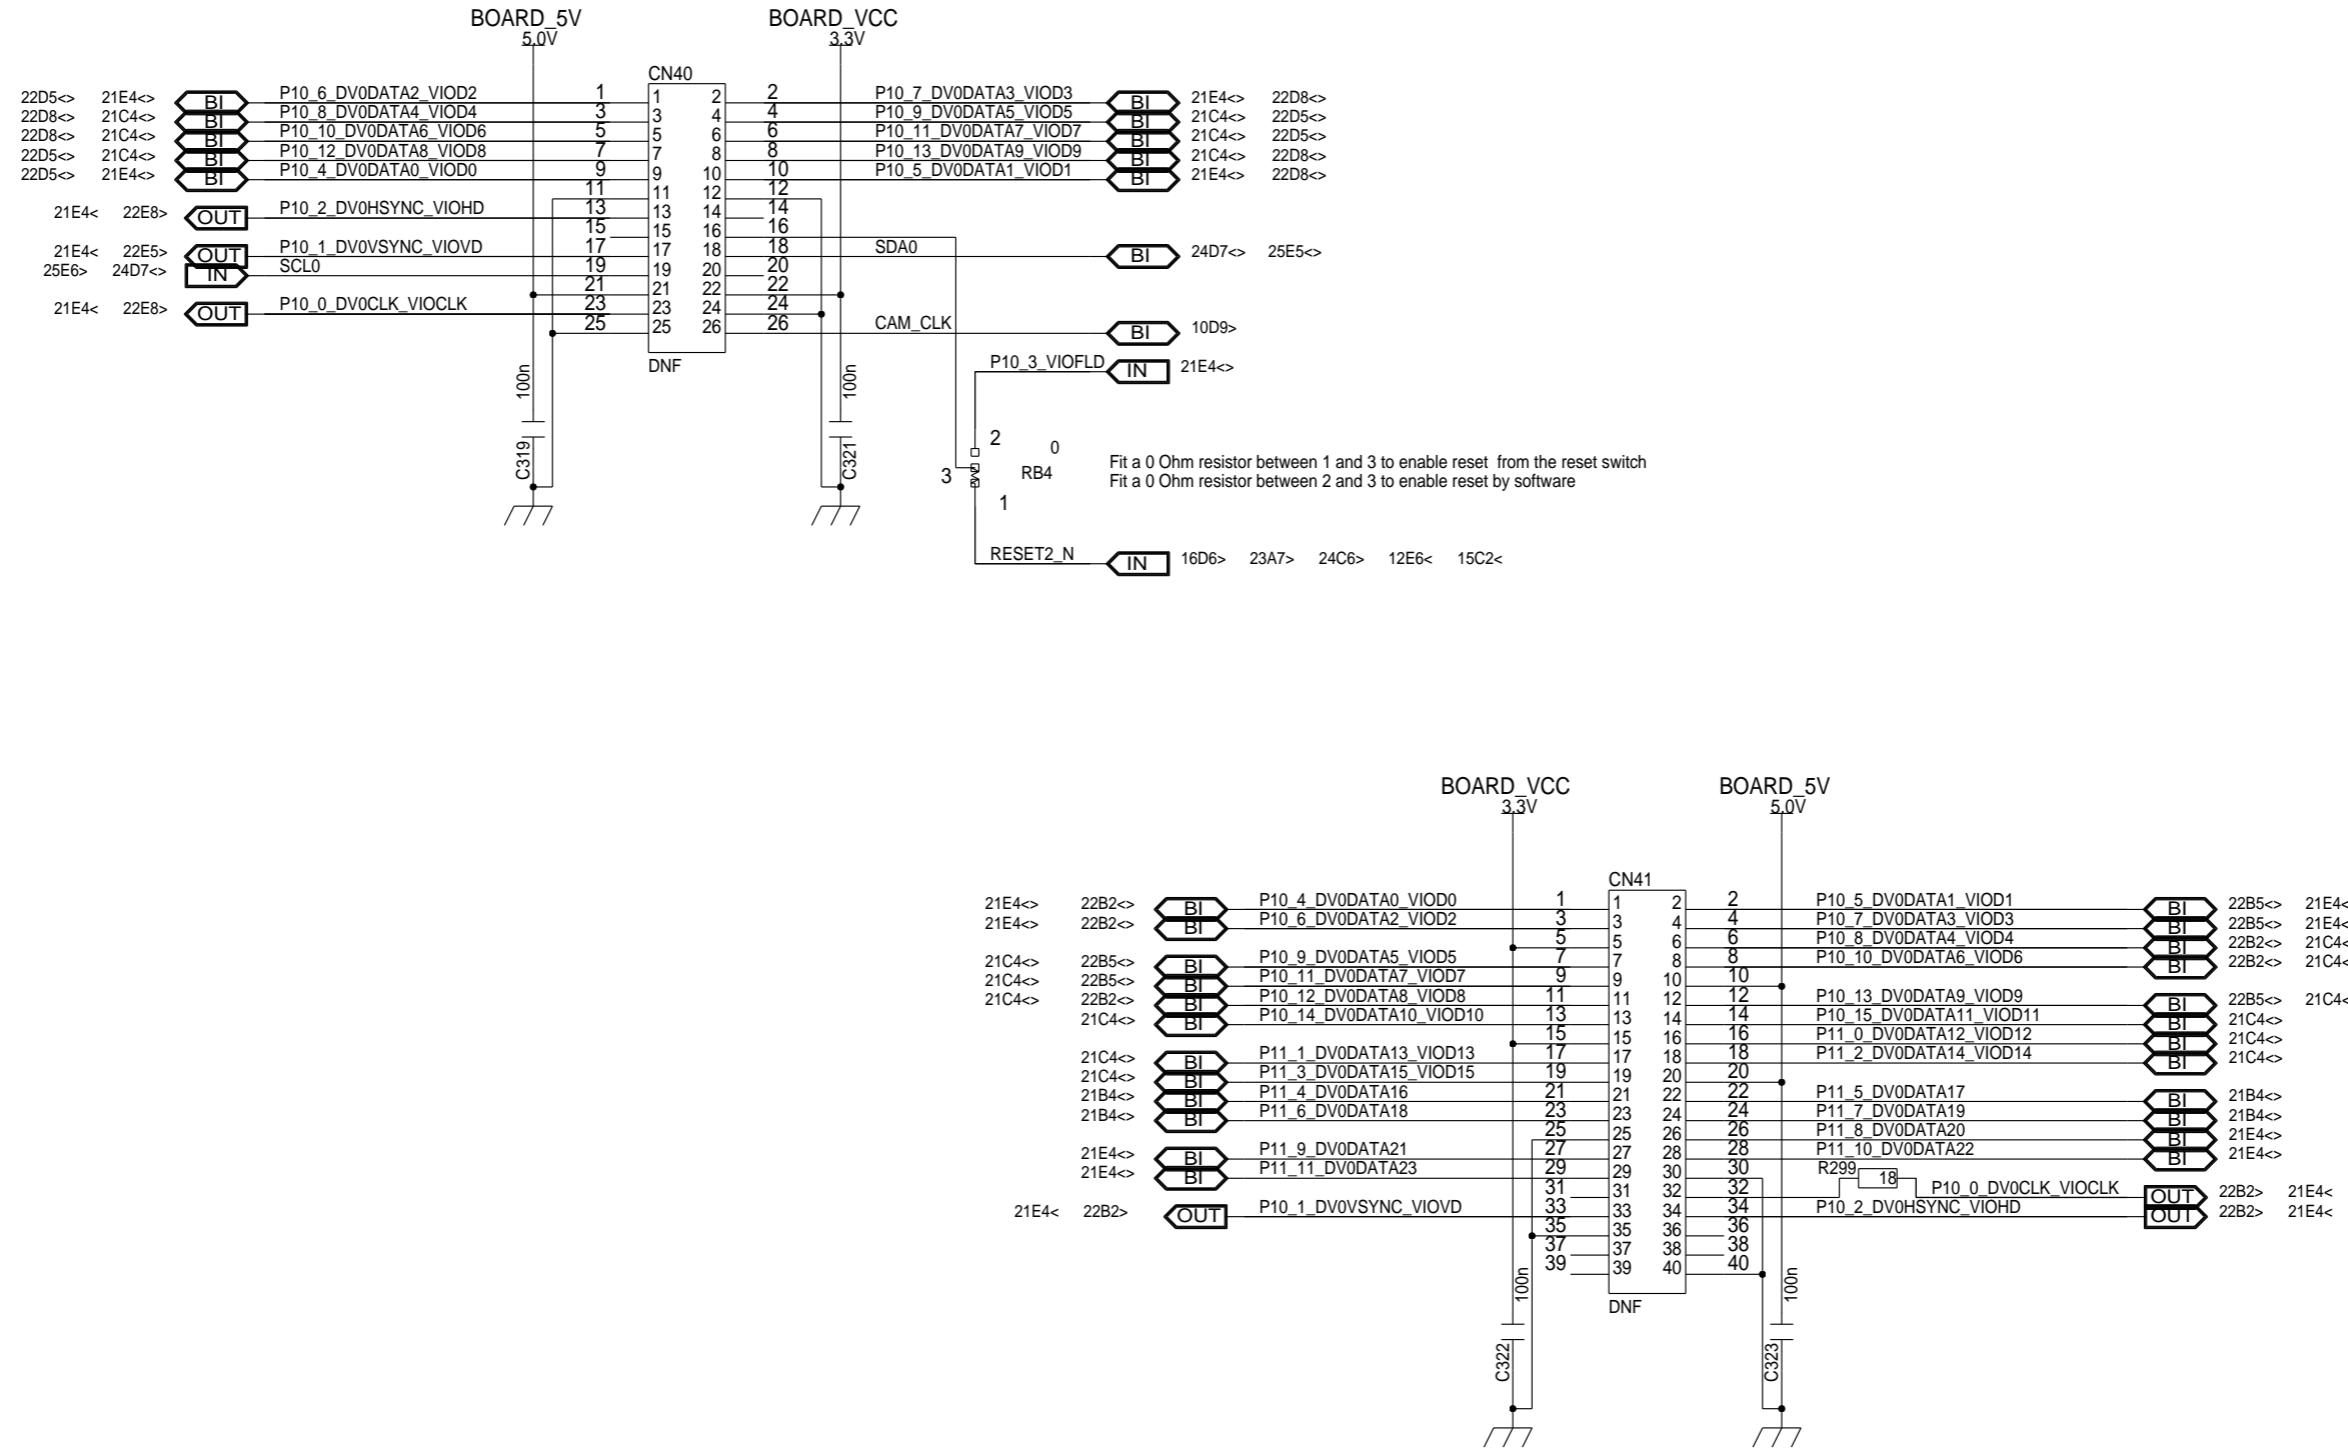 BOARD_5V BOARD_VCC
5.0V 3.3V
CN40
22D5<> 21E4<> BI P10_6_DV0DATA2_VIOD2 1 1 2 2 P10_7_DV0DATA3_VIOD3 BI 21E4<> 22D8<>
22D8<> 21C4<> BI P10_8_DV0DATA4_VIOD4 3 3 4 4 P10_9_DV0DATA5_VIOD5 BI 21C4<> 22D5<>
22D8<> 21C4<> BI P10_10_DV0DATA6_VIOD6 5 5 6 6 P10_11_DV0DATA7_VIOD7 BI 21C4<> 22D5<>
22D5<> 21C4<> BI P10_12_DV0DATA8_VIOD8 7 7 8 8 P10_13_DV0DATA9_VIOD9 BI 21C4<> 22D8<>
22D5<> 21E4<> BI P10_4_DV0DATA0_VIOD0 9 9 10 10 P10_5_DV0DATA1_VIOD1 BI 21E4<> 22D8<>
11 11 12 12
21E4< 22E8> OUT P10_2_DV0HSYNC_VIOHD 13 13 14 14
15 15 16 16
21E4< 22E5> OUT P10_1_DV0VSYNC_VIOVD 17 17 18 18 SDA0 BI 24D7<> 25E5<>
25E6> 24D7<> IN SCL0 19 19 20 20
21 21 22 22
21E4< 22E8> OUT P10_0_DV0CLK_VIOCLK 23 23 24 24
25 25 26 26 CAM_CLK BI 10D9>
DNF
P10_3_VIOFLD IN 21E4<>
100n 100n
C319 C321
2 0
3 RB4
1
Fit a 0 Ohm resistor between 1 and 3 to enable reset from the reset switch
Fit a 0 Ohm resistor between 2 and 3 to enable reset by software
RESET2_N IN 16D6> 23A7> 24C6> 12E6< 15C2<
BOARD_VCC BOARD_5V
3.3V 5.0V
CN41
21E4<> 22B2<> BI P10_4_DV0DATA0_VIOD0 1 1 2 2 P10_5_DV0DATA1_VIOD1 BI 22B5<> 21E4<
21E4<> 22B2<> BI P10_6_DV0DATA2_VIOD2 3 3 4 4 P10_7_DV0DATA3_VIOD3 BI 22B5<> 21E4<
5 5 6 6 P10_8_DV0DATA4_VIOD4 BI 22B2<> 21C4<
21C4<> 22B5<> BI P10_9_DV0DATA5_VIOD5 7 7 8 8 P10_10_DV0DATA6_VIOD6 BI 22B2<> 21C4<
21C4<> 22B5<> BI P10_11_DV0DATA7_VIOD7 9 9 10 10
21C4<> 22B2<> BI P10_12_DV0DATA8_VIOD8 11 11 12 12 P10_13_DV0DATA9_VIOD9 BI 22B5<> 21C4<
21C4<> BI P10_14_DV0DATA10_VIOD10 13 13 14 14 P10_15_DV0DATA11_VIOD11 BI 21C4<>
15 15 16 16 P11_0_DV0DATA12_VIOD12 BI 21C4<>
21C4<> BI P11_1_DV0DATA13_VIOD13 17 17 18 18 P11_2_DV0DATA14_VIOD14 BI 21C4<>
21C4<> BI P11_3_DV0DATA15_VIOD15 19 19 20 20
21B4<> BI P11_4_DV0DATA16 21 21 22 22 P11_5_DV0DATA17 BI 21B4<>
21B4<> BI P11_6_DV0DATA18 23 23 24 24 P11_7_DV0DATA19 BI 21B4<>
25 25 26 26 P11_8_DV0DATA20 BI 21E4<>
21E4<> BI P11_9_DV0DATA21 27 27 28 28 P11_10_DV0DATA22 BI 21E4<>
21E4<> BI P11_11_DV0DATA23 29 29 30 30 R299 18
31 31 32 32 P10_0_DV0CLK_VIOCLK OUT 22B2> 21E4<
21E4< 22B2> OUT P10_1_DV0VSYNC_VIOVD 33 33 34 34 P10_2_DV0HSYNC_VIOHD OUT 22B2> 21E4<
35 35 36 36
37 37 38 38
39 39 40 40
DNF
100n 100n
C322 C323